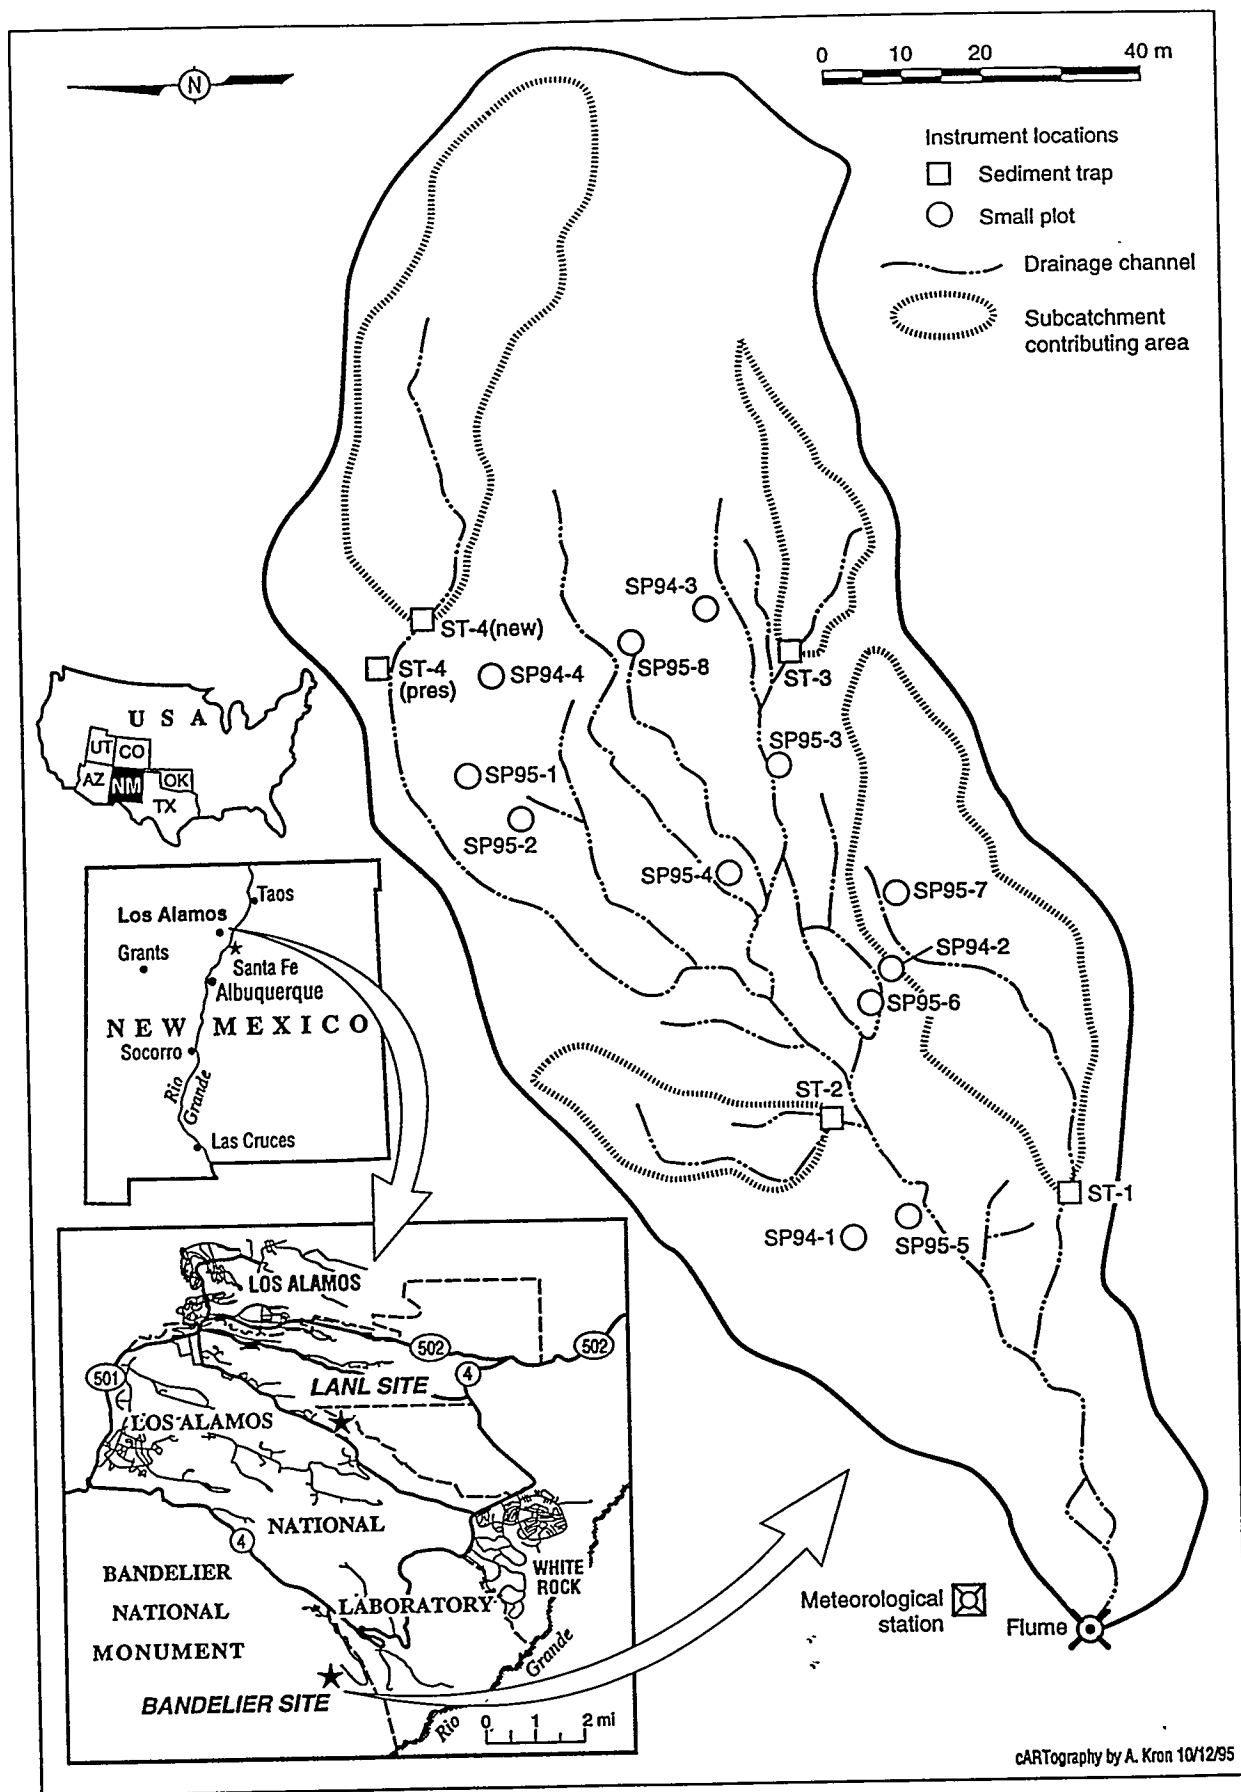 N
0 10 20 40 m
Instrument locations
Sediment trap
Small plot
Drainage channel
Subcatchment
contributing area
SP94-3
ST-4(new)
SP95-8
ST-3
ST-4
(pres)
SP94-4
SP95-3
SP95-1
SP95-2
SP95-4
SP95-7
SP94-2
SP95-6
ST-2
ST-1
SP94-1
SP95-5
USA
UT
CO
AZ
NM
OK
TX
Taos
Los Alamos
Grants
Santa Fe
Albuquerque
NEW MEXICO
Socorro
Rio
Grande
Las Cruces
LOS ALAMOS
502
502
501
4
LANL SITE
LOS ALAMOS
NATIONAL
4
BANDELIER
NATIONAL
MONUMENT
WHITE
ROCK
LABORATORY
BANDELIER SITE
Rio
Grande
0 1 2 mi
Meteorological
station
Flume
cARTography by A. Kron 10/12/95